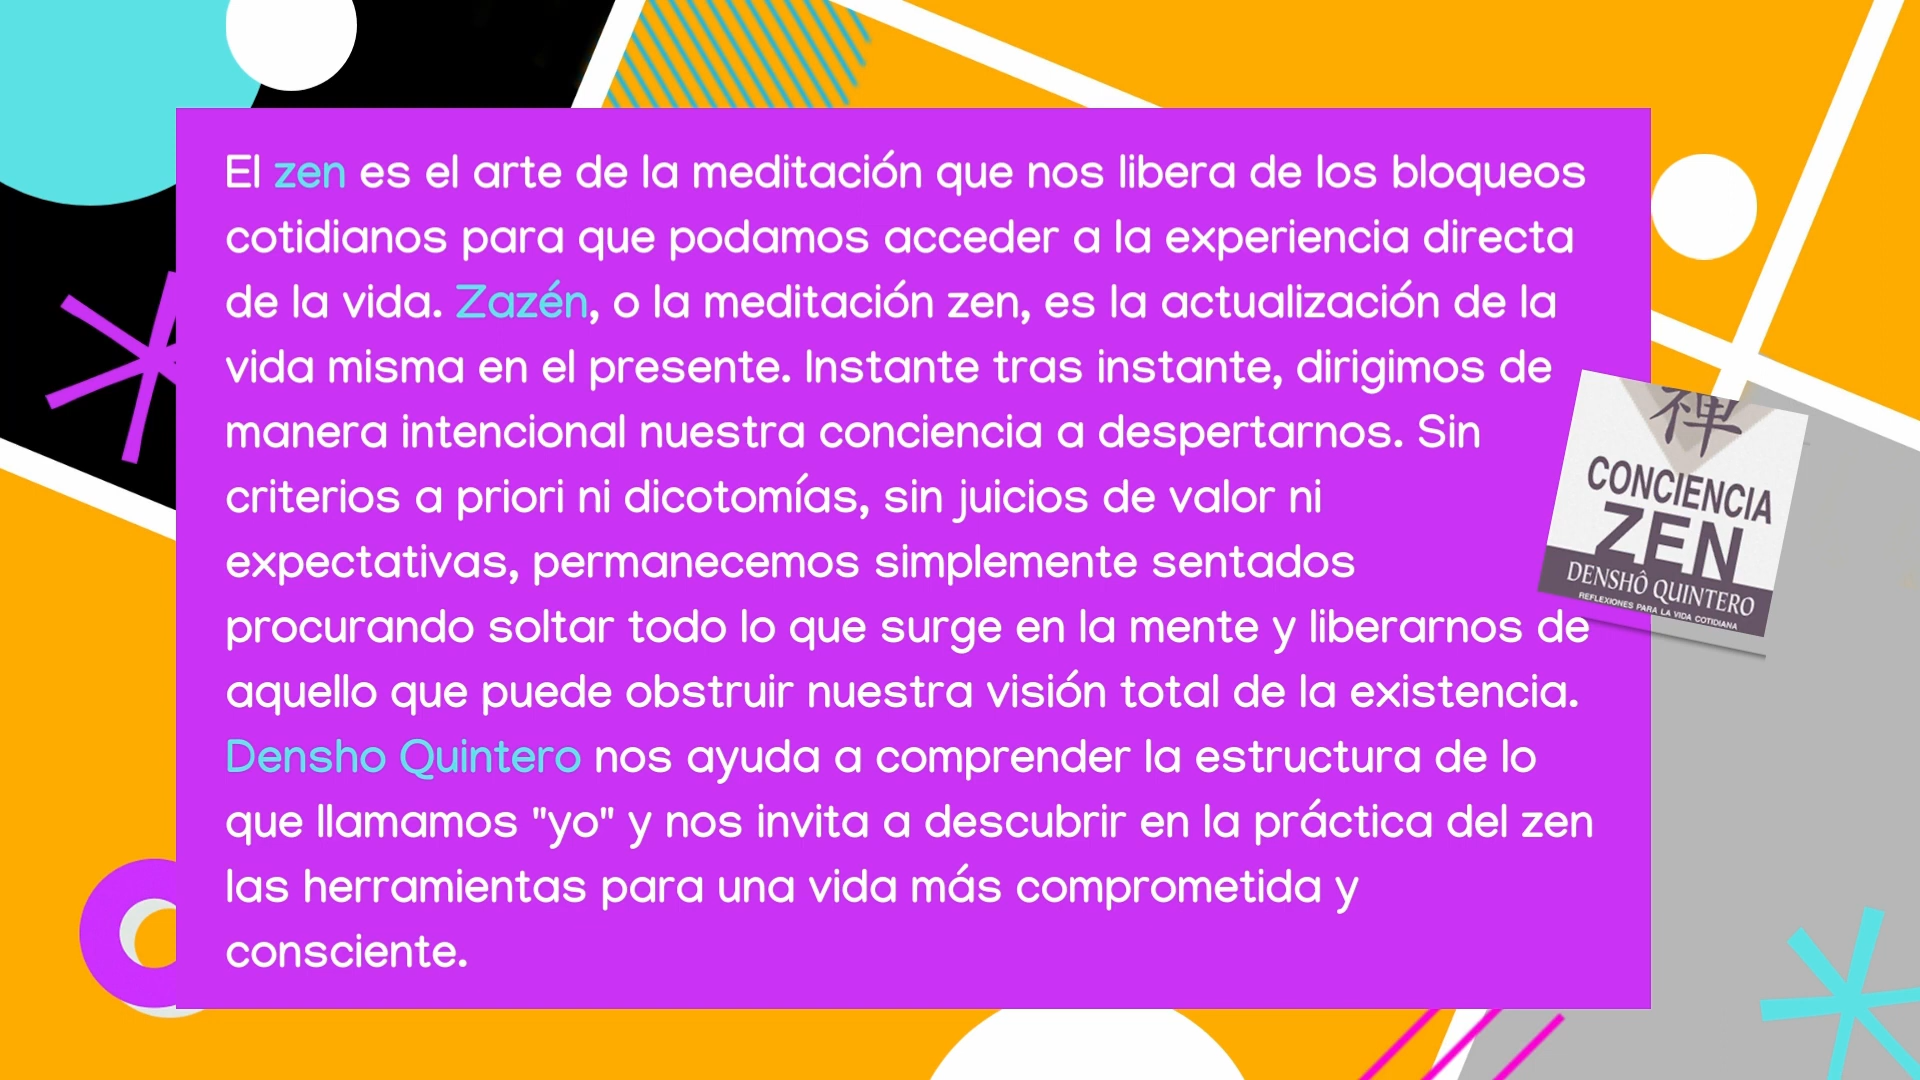 El zen es el arte de la meditación que nos libera de los bloqueos
cotidianos para que podamos acceder a la experiencia directa
de la vida. Zazén, o la meditación zen, es la actualización de la
vida misma en el presente. Instante tras instante, dirigimos de
manera intencional nuestra conciencia a despertarnos. Sin
criterios a priori ni dicotomías, sin juicios de valor ni
expectativas, permanecemos simplemente sentados
procurando soltar todo lo que surge en la mente y liberarnos de
aquello que puede obstruir nuestra visión total de la existencia.
Densho Quintero nos ayuda a comprender la estructura de lo
que llamamos "yo" y nos invita a descubrir en la práctica del zen
las herramientas para una vida más comprometida y
consciente.
禅
CONCIENCIA
ZEN
DENSHÔ QUINTERO
REFLEXIONES PARA LA VIDA COTIDIANA